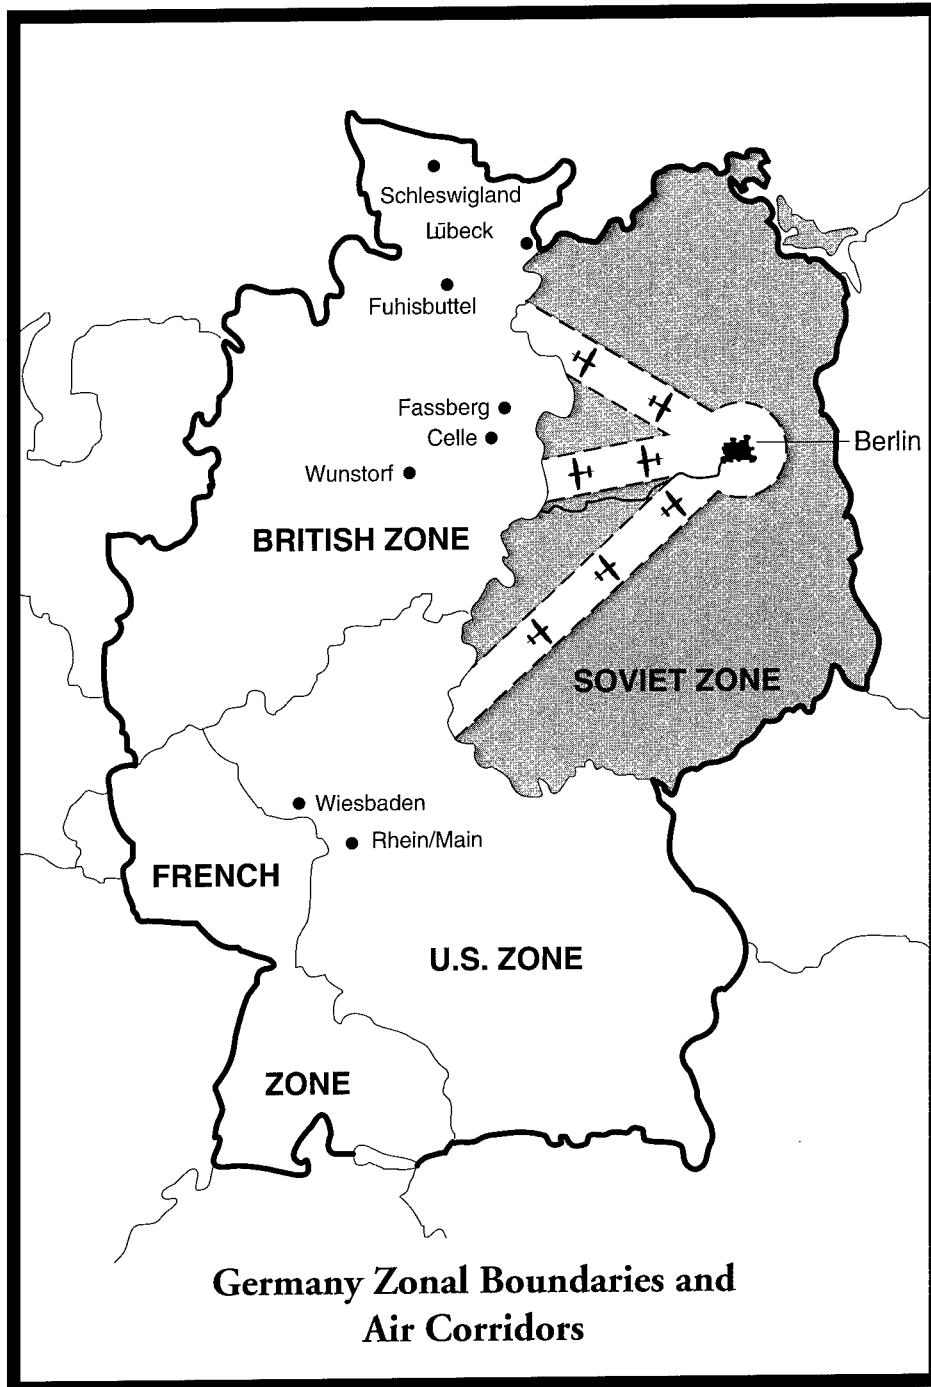 Schleswigland
Lūbeck
Fuhisbuttel
Fassberg
Celle
Berlin
Wunstorf
BRITISH ZONE
SOVIET ZONE
Wiesbaden
Rhein/Main
FRENCH
U.S. ZONE
ZONE
Germany Zonal Boundaries and
Air Corridors